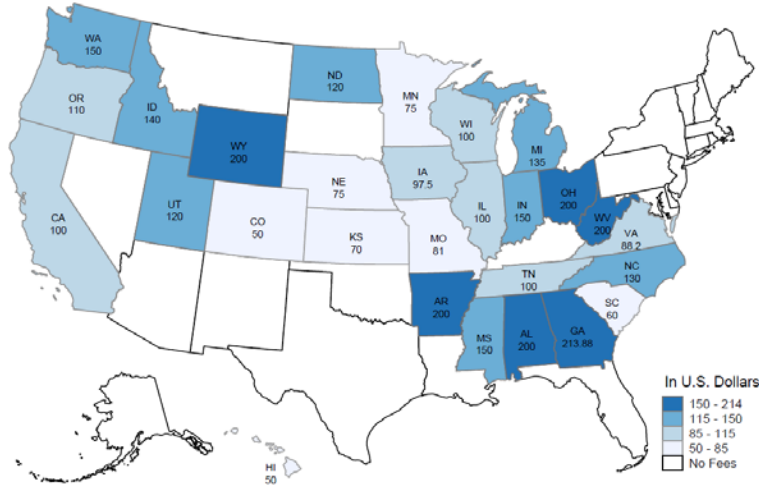 WA
150
OR
110
ID
140
ND
120
MN
75
WI
100
MI
135
WY
200
NE
75
IA
97.5
IL
100
IN
150
OH
200
WV
200
VA
88.2
CA
100
UT
120
CO
50
KS
70
MO
81
TN
100
NC
130
SC
60
AR
200
MS
150
AL
200
GA
213.88
HI
50
In U.S. Dollars
150 - 214
115 - 150
85 - 115
50 - 85
No Fees